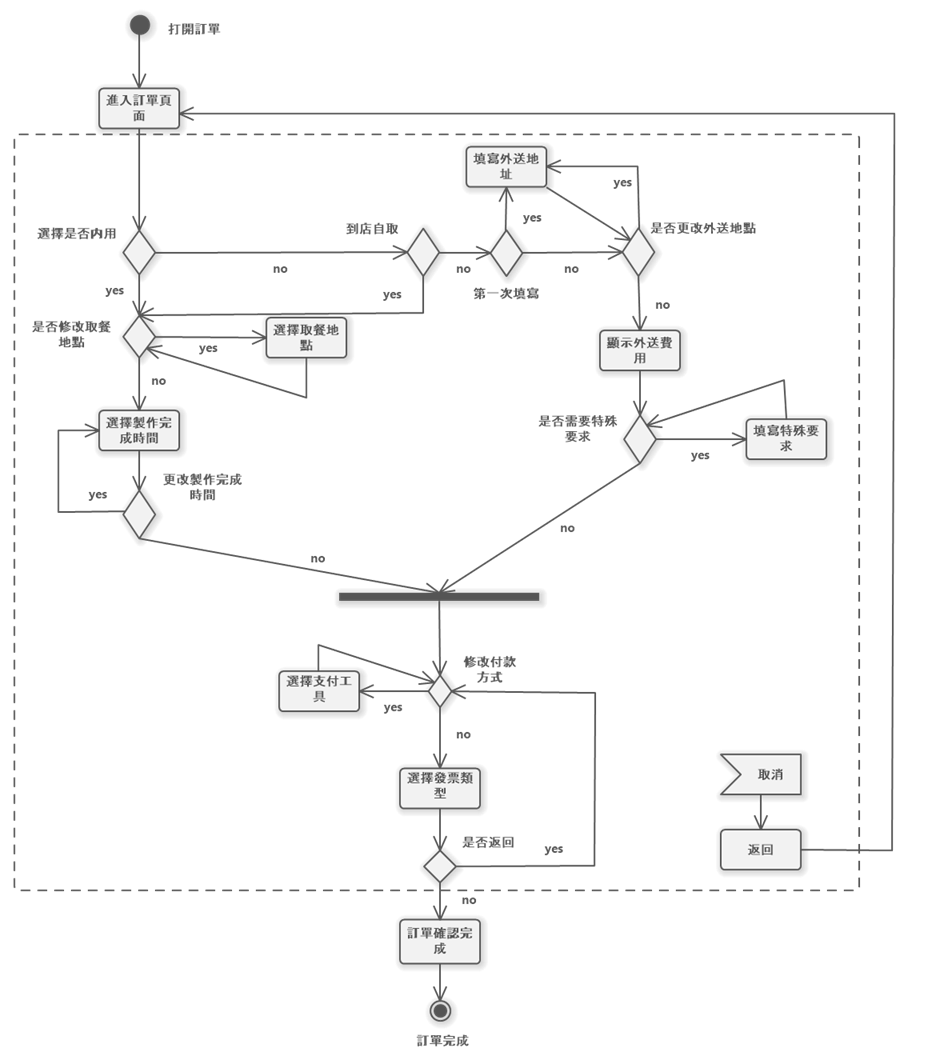 打開訂單
進入訂單頁
面
填寫外送地
址
yes
yes
選擇是否内用
到店自取
是否更改外送地點
no
no
no
第一次填寫
yes
yes
no
是否修改取餐
地點
選擇取餐地
點
yes
顯示外送費
用
no
選擇製作完
成時間
是否需要特殊
要求
填寫特殊要
求
yes
更改製作完成
時間
yes
no
no
修改付款
方式
選擇支付工
具
yes
no
選擇發票類
型
取消
是否返回
yes
返回
no
訂單確認完
成
訂單完成